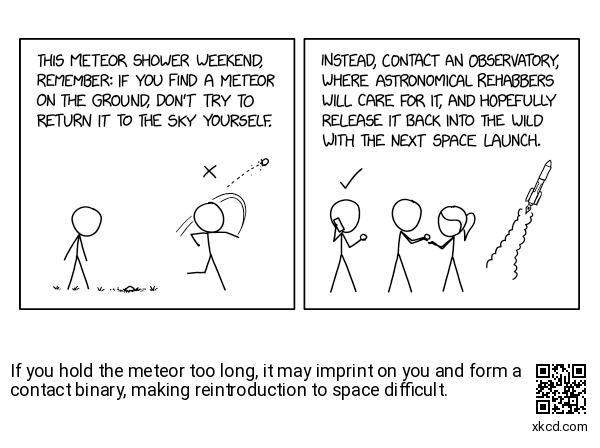 THIS METEOR SHOWER WEEKEND,
REMEMBER: IF YOU FIND A METEOR
ON THE GROUND, DON'T TRY TO
RETURN IT TO THE SKY YOURSELF.
INSTEAD, CONTACT AN OBSERVATORY,
WHERE ASTRONOMICAL REHABBERS
WILL CARE FOR IT, AND HOPEFULLY
RELEASE IT BACK INTO THE WILD
WITH THE NEXT SPACE LAUNCH.
If you hold the meteor too long, it may imprint on you and form a
contact binary, making reintroduction to space difficult.
xkcd.com